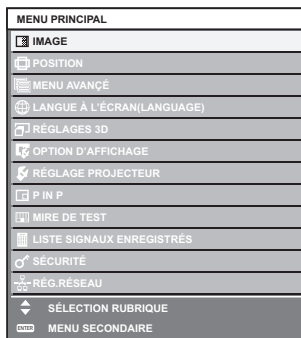 MENU PRINCIPAL
IMAGE
POSITION
MENU AVANÇÉ
LANGUE À L'ÉCRAN(LANGUAGE)
RÉGLAGES 3D
OPTION D'AFFICHAGE
RÉGLAGE PROJECTEUR
P IN P
MIRE DE TEST
LISTE SIGNAUX ENREGISTRÉS
SÉCURITÉ
RÉG.RÉSEAU
SÉLECTION RUBRIQUE
ENTER MENU SECONDAIRE